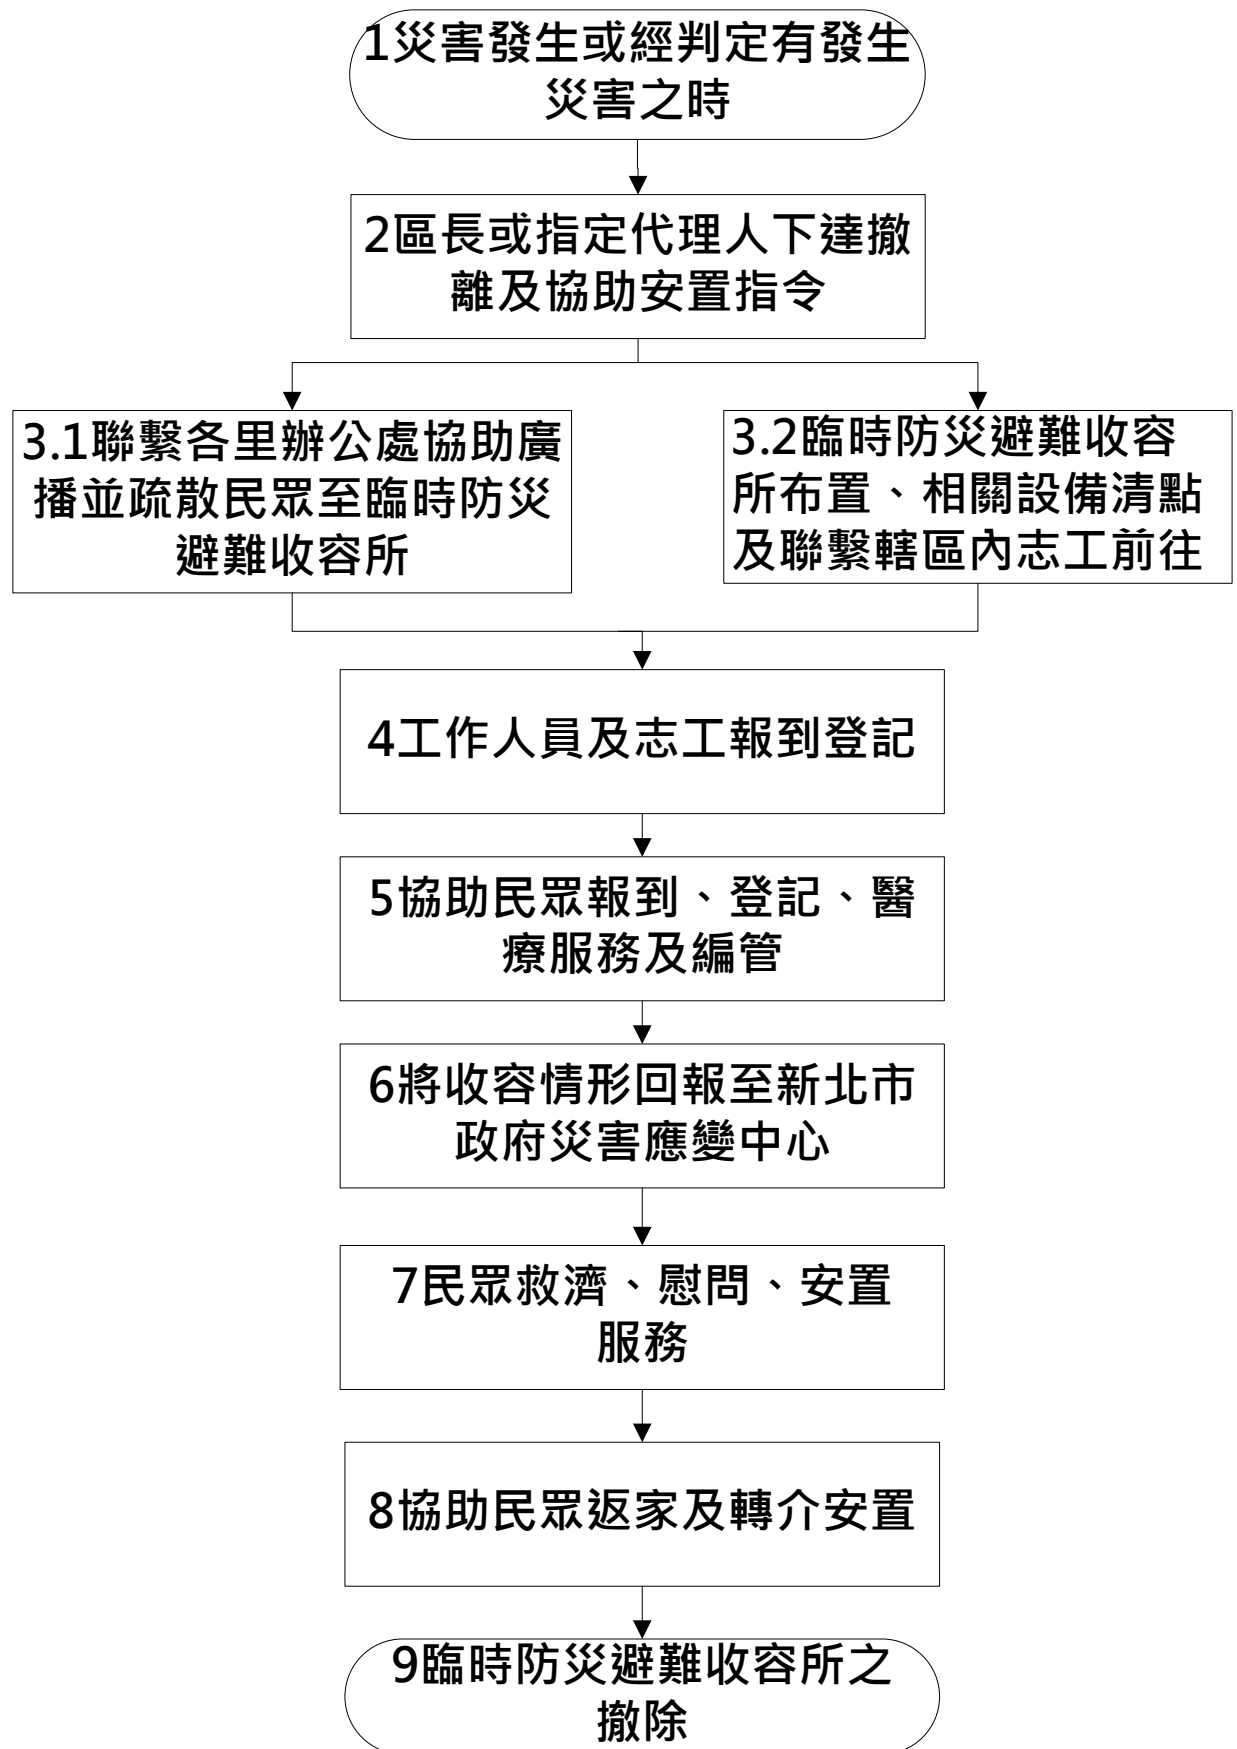 1災害發生或經判定有發生
災害之時
2區長或指定代理人下達撤
離及協助安置指令
3.1聯繫各里辦公處協助廣
播並疏散民眾至臨時防災
避難收容所
3.2臨時防災避難收容
所布置、相關設備清點
及聯繫轄區內志工前往
4工作人員及志工報到登記
5協助民眾報到、登記、醫
療服務及編管
6將收容情形回報至新北市
政府災害應變中心
7民眾救濟、慰問、安置
服務
8協助民眾返家及轉介安置
9臨時防災避難收容所之
撤除